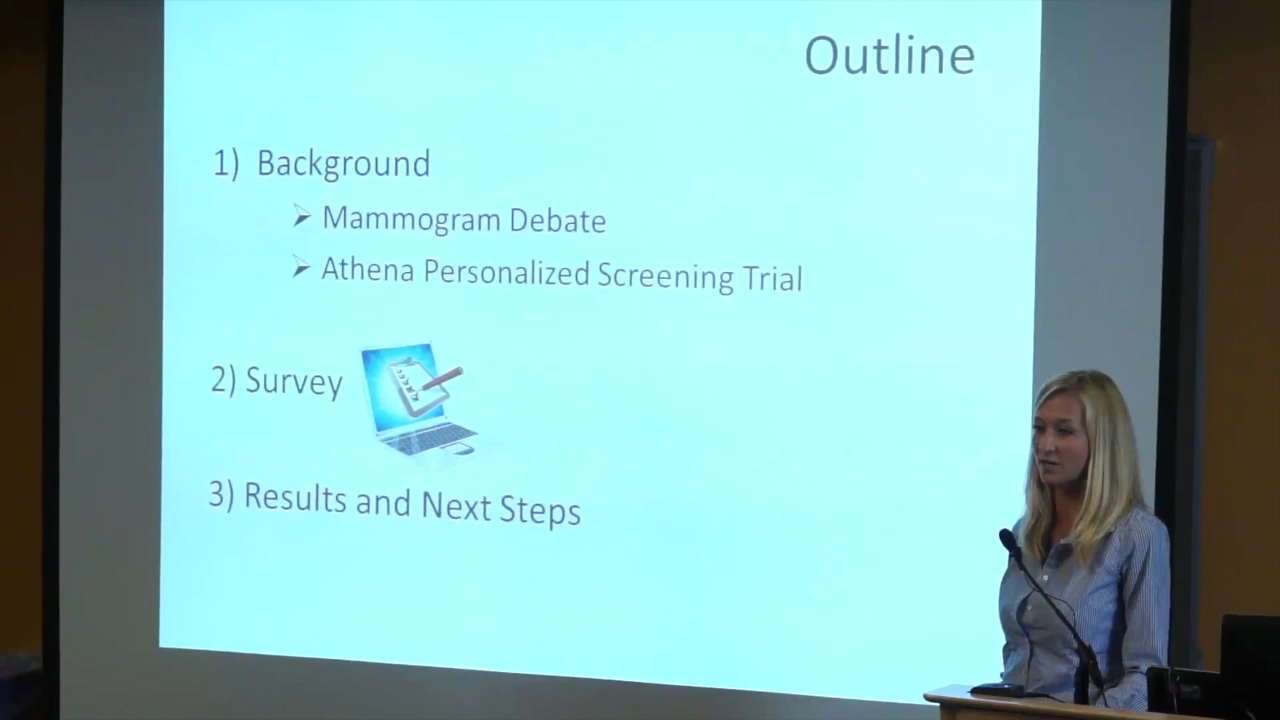 Outline
1) Background
Mammogram Debate
Athena Personalized Screening Trial
2) Survey
3) Results and Next Steps